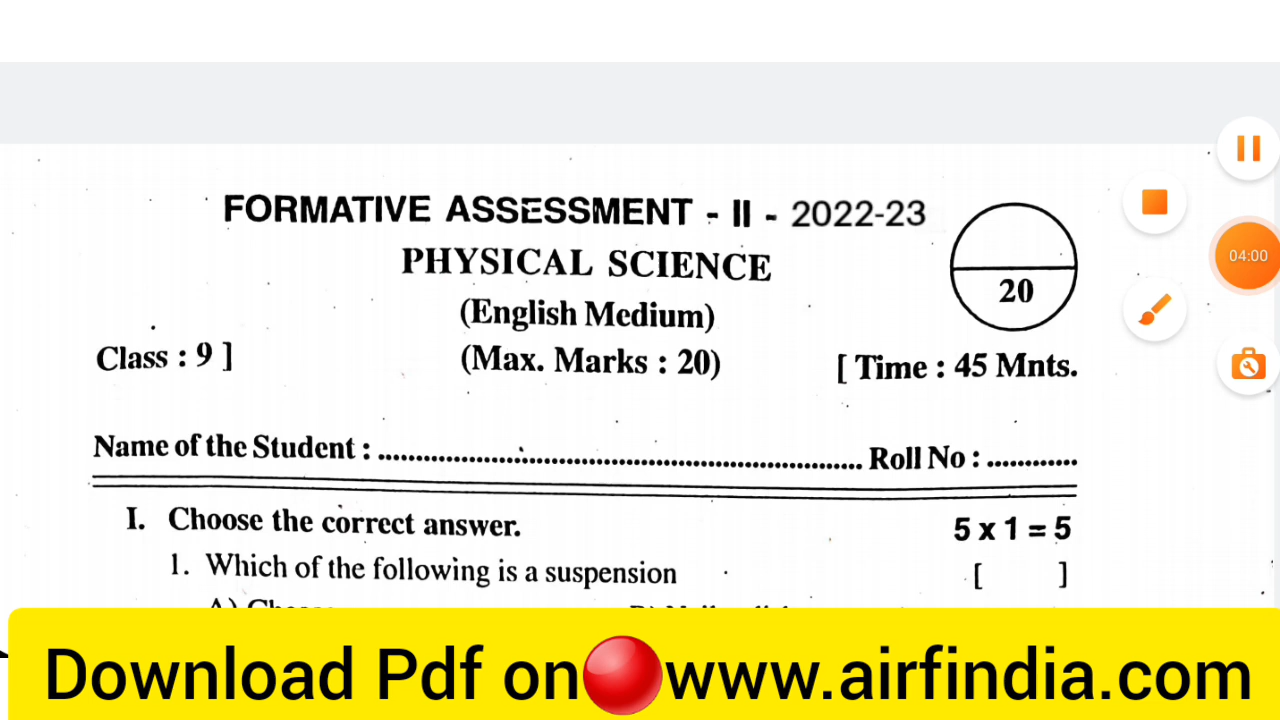 FORMATIVE ASSESSMENT - II - 2022-23
PHYSICAL SCIENCE
20
(English Medium)
Class : 9 ]
(Max. Marks : 20)
[ Time : 45 Mnts.
04:00
Name of the Student : ........................................................................ Roll No : .............
I. Choose the correct answer. 5 x 1 = 5
1. Which of the following is a suspension [ ]
Download Pdf on www.airfindia.com